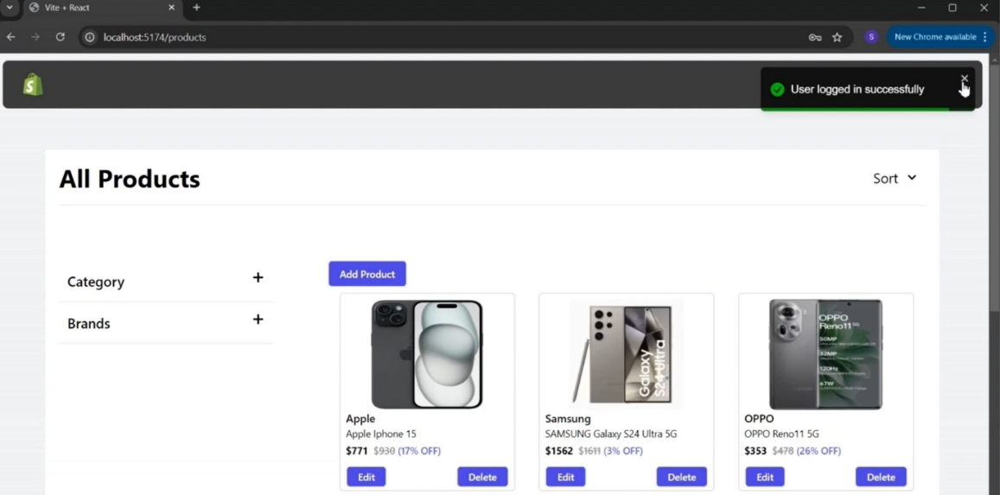 Vite + React
localhost:5174/products
S
New Chrome available
User logged in successfully
All Products
Sort
Category
Brands
Add Product
Galaxy
S24 Ultra
OPPO
Reno11 5G
50MP
32MP
120Hz
67W
Apple
Apple Iphone 15
$771 $930 (17% OFF)
Edit Delete
Samsung
SAMSUNG Galaxy S24 Ultra 5G
$1562 $1611 (3% OFF)
Edit Delete
OPPO
OPPO Reno11 5G
$353 $478 (26% OFF)
Edit Delete